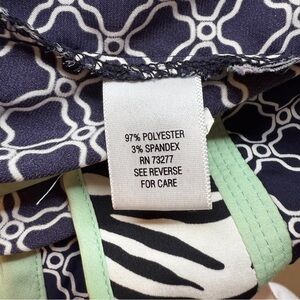 97% POLYESTER
3% SPANDEX
RN 73277
SEE REVERSE
FOR CARE